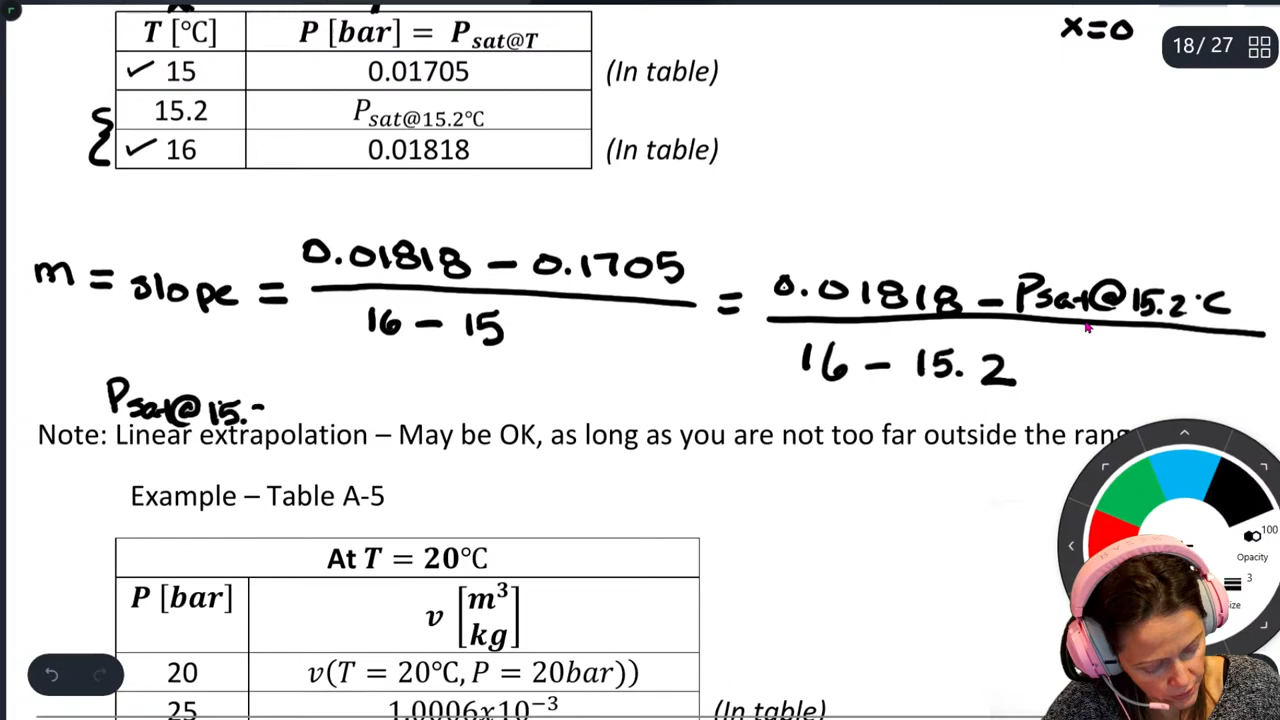 x=0
18 / 27
T [°C] P [bar] = P_sat@T
✓ 15 0.01705 (In table)
15.2 P_sat@15.2℃
✓ 16 0.01818 (In table)
m = slope = (0.01818 − 0.1705)/(16 − 15) = (0.01818 − Psat@15.2°C)/(16 − 15.2)
Psat@15.
Note: Linear extrapolation – May be OK, as long as you are not too far outside the
Example – Table A-5
At T = 20℃
P [bar] v [m³/kg]
20 v(T = 20℃, P = 20bar))
25 1.0006x10⁻³ (In table)
100
Opacity
3